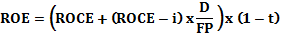 ROE = (ROCE + (ROCE − i) x D/FP) x (1 − t)